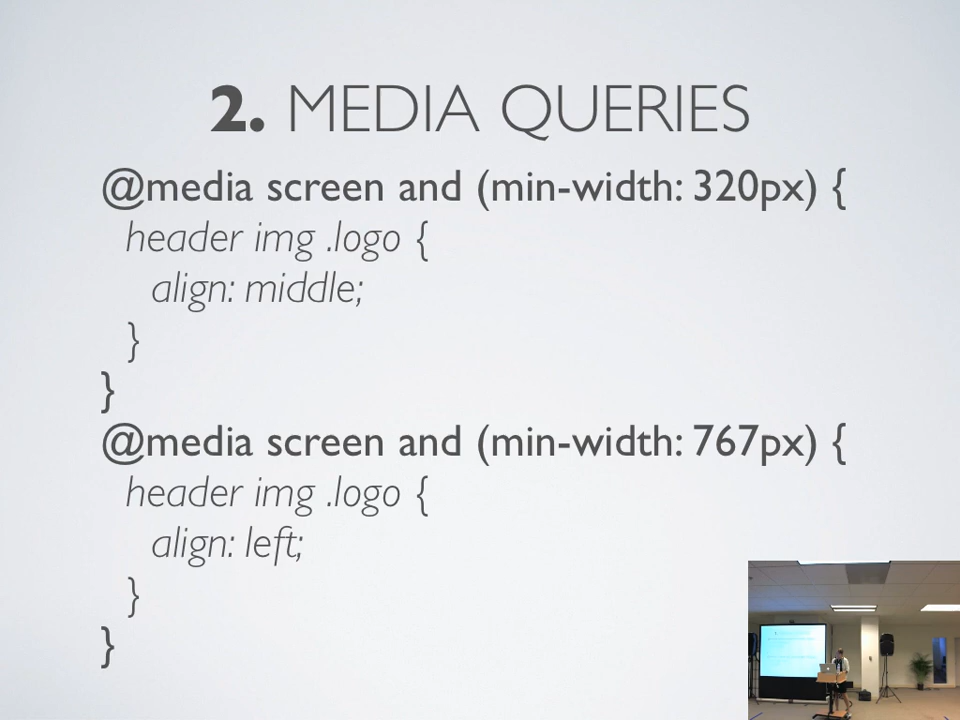 2. MEDIA QUERIES
@media screen and (min-width: 320px) {
header img .logo {
align: middle;
}
}
@media screen and (min-width: 767px) {
header img .logo {
align: left;
}
}